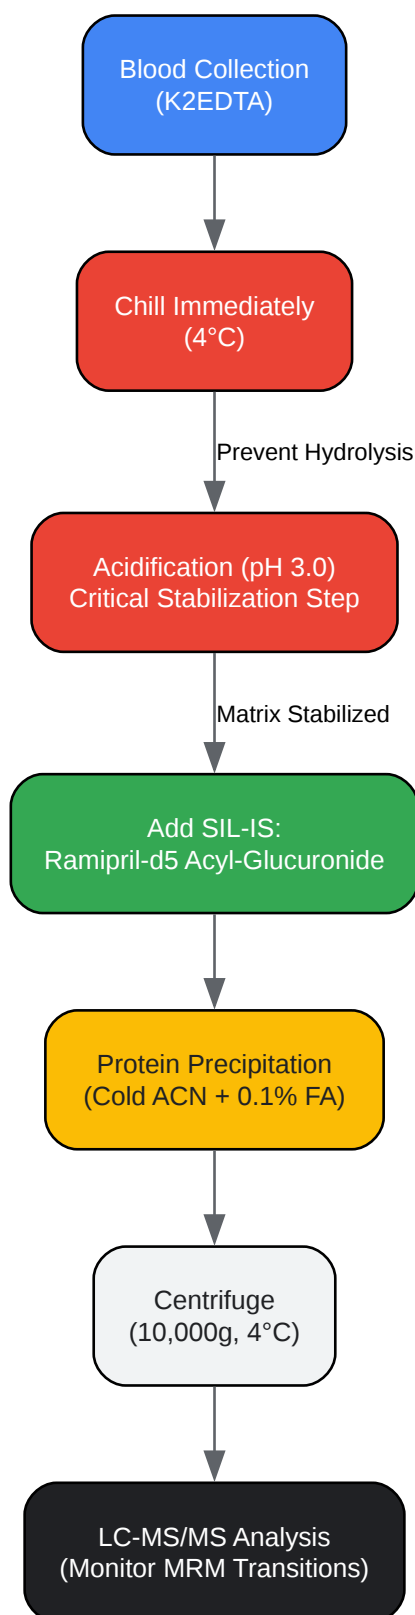 Blood Collection
(K2EDTA)
Chill Immediately
(4°C)
Prevent Hydrolysis
Acidification (pH 3.0)
Critical Stabilization Step
Matrix Stabilized
Add SIL-IS:
Ramipril-d5 Acyl-Glucuronide
Protein Precipitation
(Cold ACN + 0.1% FA)
Centrifuge
(10,000g, 4°C)
LC-MS/MS Analysis
(Monitor MRM Transitions)